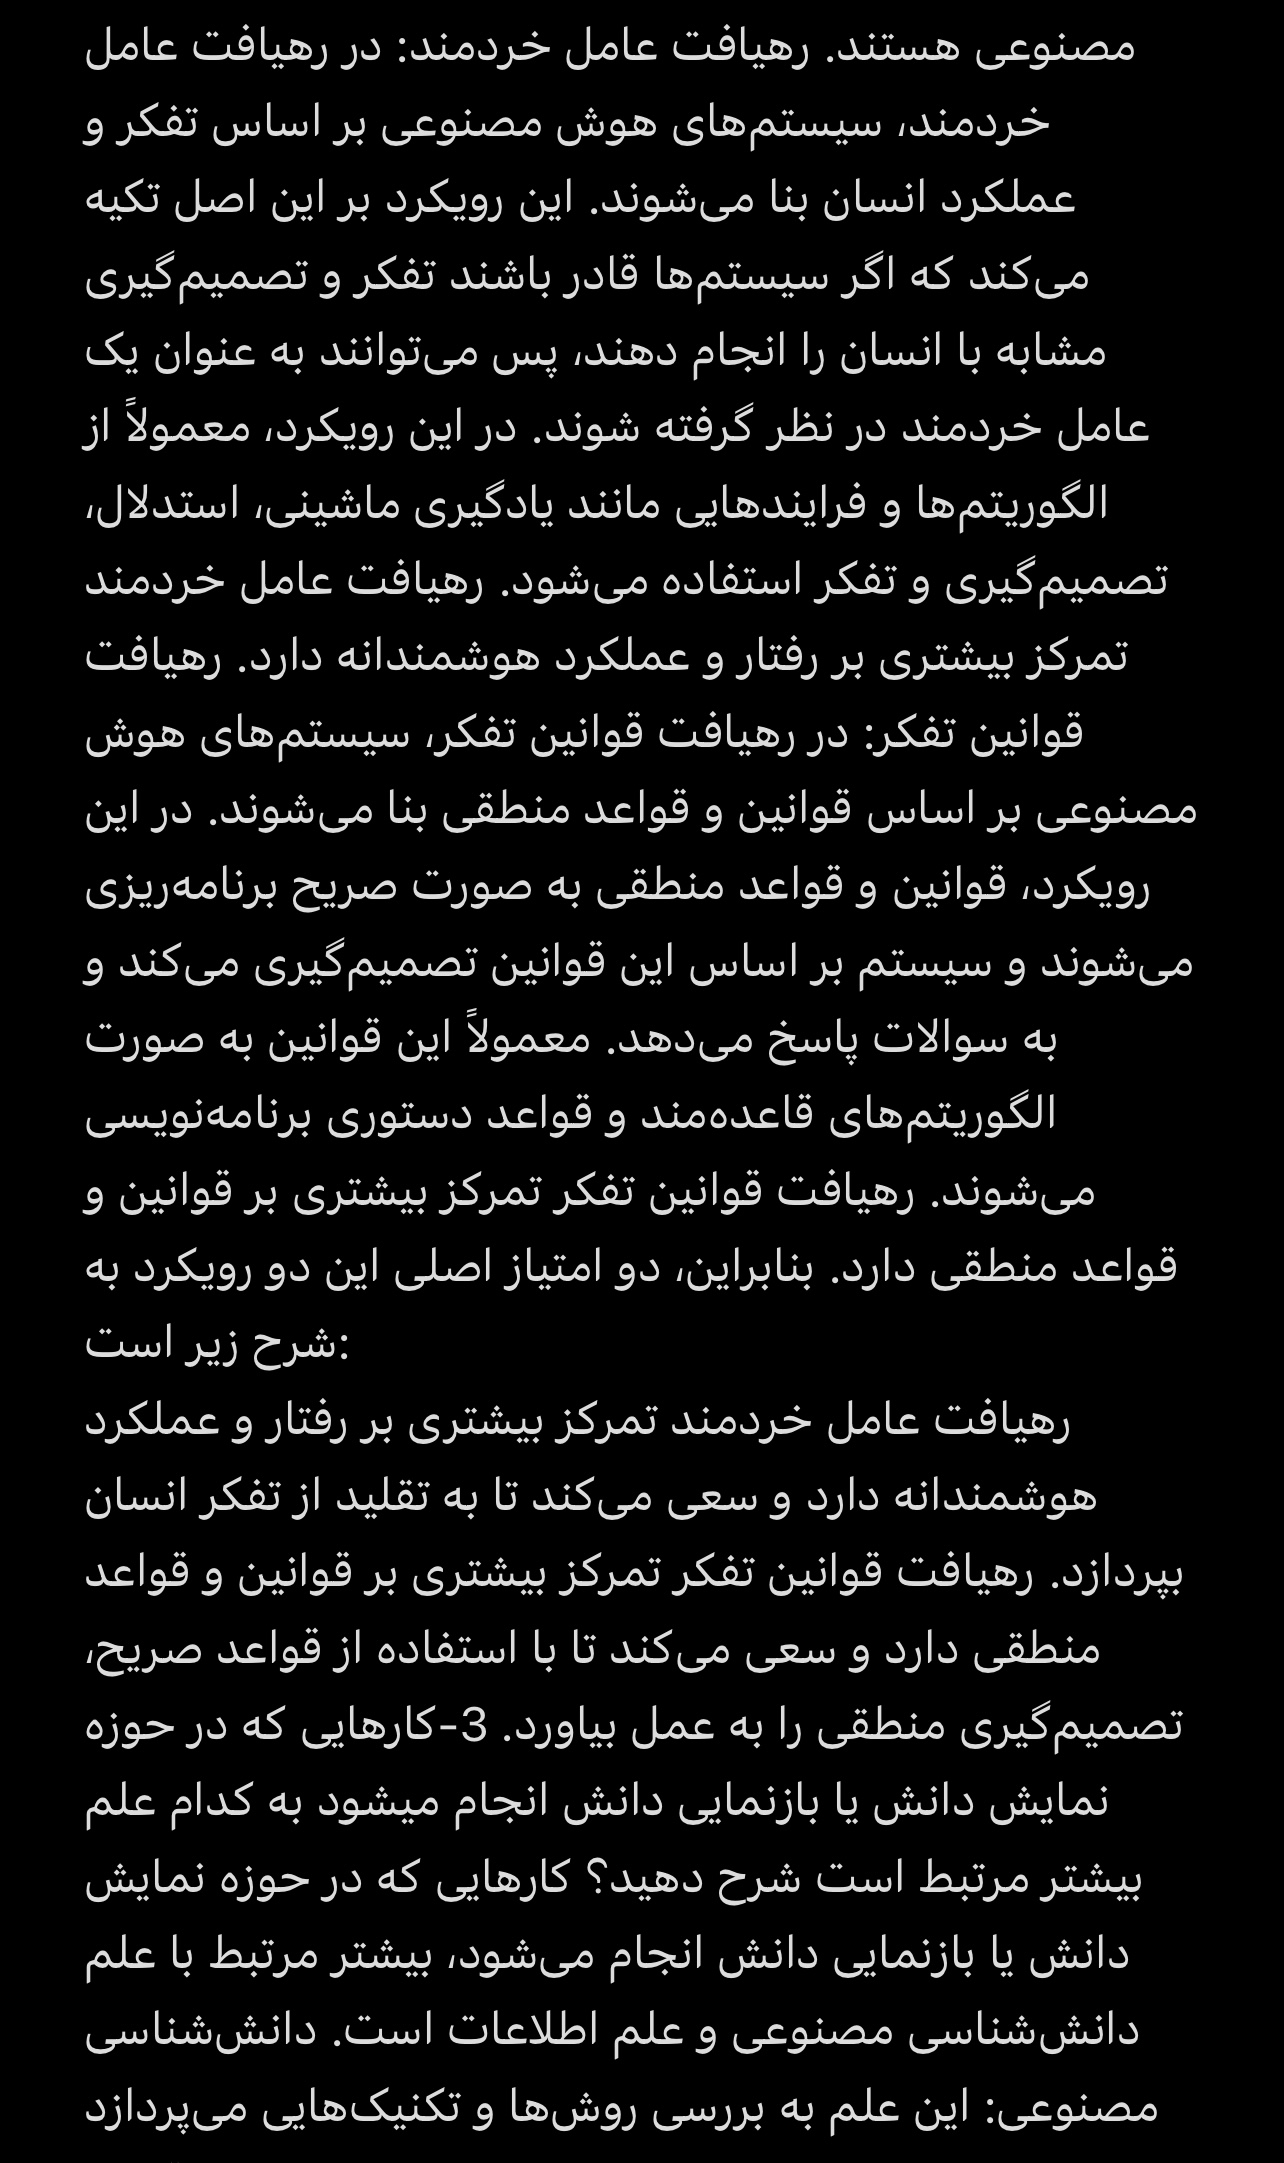 مصنوعی هستند. رهیافت عامل خردمند: در رهیافت عامل
خردمند، سیستم‌های هوش مصنوعی بر اساس تفکر و
عملکرد انسان بنا می‌شوند. این رویکرد بر این اصل تکیه
می‌کند که اگر سیستم‌ها قادر باشند تفکر و تصمیم‌گیری
مشابه با انسان را انجام دهند، پس می‌توانند به عنوان یک
عامل خردمند در نظر گرفته شوند. در این رویکرد، معمولاً از
الگوریتم‌ها و فرایندهایی مانند یادگیری ماشینی، استدلال،
تصمیم‌گیری و تفکر استفاده می‌شود. رهیافت عامل خردمند
تمرکز بیشتری بر رفتار و عملکرد هوشمندانه دارد. رهیافت
قوانین تفکر: در رهیافت قوانین تفکر، سیستم‌های هوش
مصنوعی بر اساس قوانین و قواعد منطقی بنا می‌شوند. در این
رویکرد، قوانین و قواعد منطقی به صورت صریح برنامه‌ریزی
می‌شوند و سیستم بر اساس این قوانین تصمیم‌گیری می‌کند و
به سوالات پاسخ می‌دهد. معمولاً این قوانین به صورت
الگوریتم‌های قاعده‌مند و قواعد دستوری برنامه‌نویسی
می‌شوند. رهیافت قوانین تفکر تمرکز بیشتری بر قوانین و
قواعد منطقی دارد. بنابراین، دو امتیاز اصلی این دو رویکرد به
شرح زیر است:
رهیافت عامل خردمند تمرکز بیشتری بر رفتار و عملکرد
هوشمندانه دارد و سعی می‌کند تا به تقلید از تفکر انسان
بپردازد. رهیافت قوانین تفکر تمرکز بیشتری بر قوانین و قواعد
منطقی دارد و سعی می‌کند تا با استفاده از قواعد صریح،
تصمیم‌گیری منطقی را به عمل بیاورد. 3-کارهایی که در حوزه
نمایش دانش یا بازنمایی دانش انجام میشود به کدام علم
بیشتر مرتبط است شرح دهید؟ کارهایی که در حوزه نمایش
دانش یا بازنمایی دانش انجام می‌شود، بیشتر مرتبط با علم
دانش‌شناسی مصنوعی و علم اطلاعات است. دانش‌شناسی
مصنوعی: این علم به بررسی روش‌ها و تکنیک‌هایی می‌پردازد